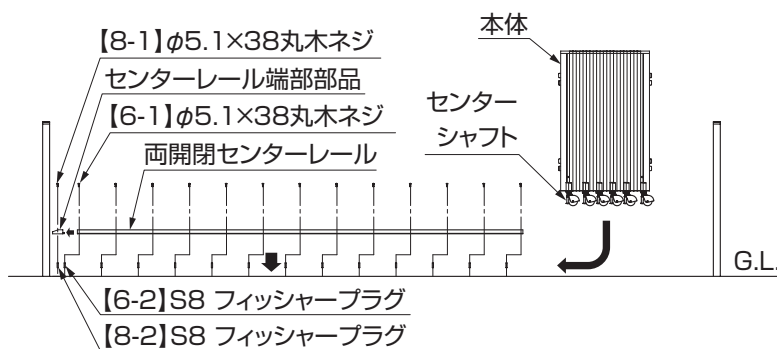 【8-1】φ5.1×38丸木ネジ
センターレール端部部品
【6-1】φ5.1×38丸木ネジ
両開閉センターレール
本体
センター
シャフト
G.L.
【6-2】S8 フィッシャープラグ
【8-2】S8 フィッシャープラグ